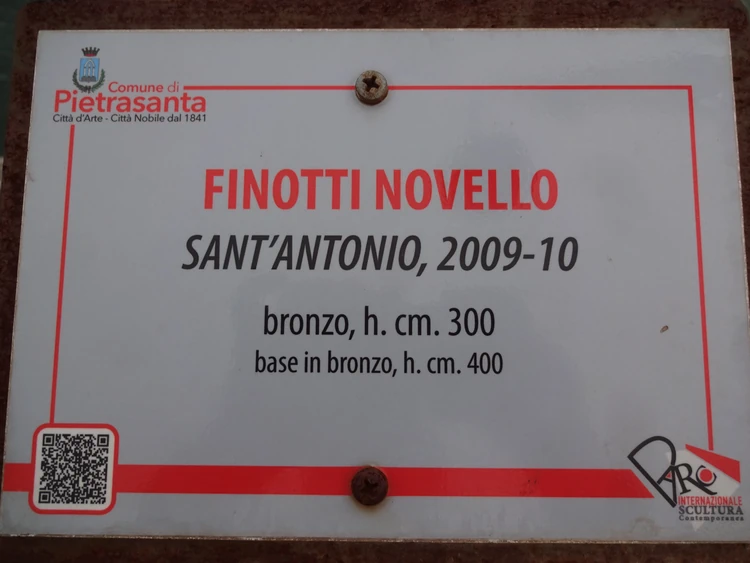 Comune di
Pietrasanta
Città d'Arte - Città Nobile dal 1841
FINOTTI NOVELLO
SANT'ANTONIO, 2009-10
bronzo, h. cm. 300
base in bronzo, h. cm. 400
PARCO
INTERNAZIONALE
SCULTURA
Contemporanea